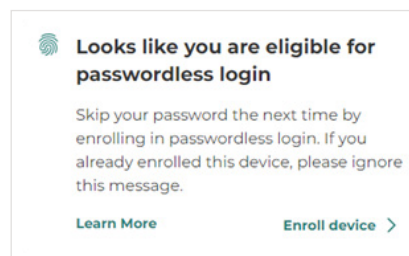 Looks like you are eligible for
passwordless login
Skip your password the next time by
enrolling in passwordless login. If you
already enrolled this device, please ignore
this message.
Learn More
Enroll device